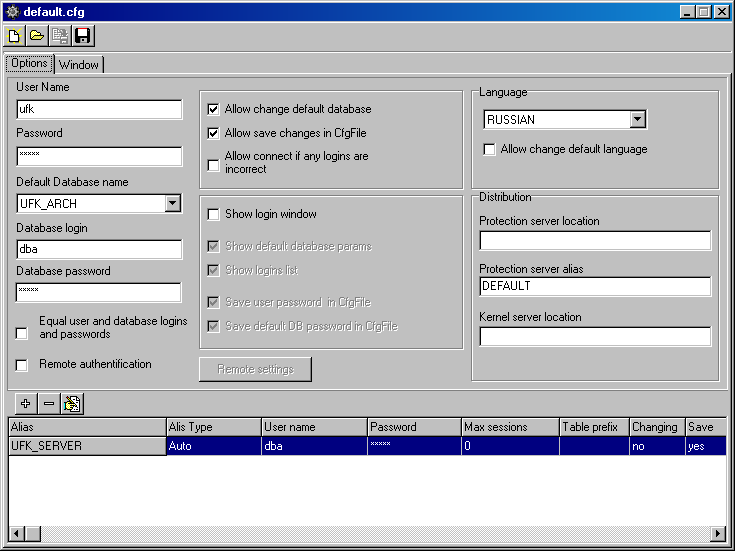 default.cfg
Options
Window
User Name
ufk
Password
*****
Default Database name
UFK_ARCH
Database login
dba
Database password
*****
Equal user and database logins
and passwords
Remote authentification
Allow change default database
Allow save changes in CfgFile
Allow connect if any logins are
incorrect
Show login window
Show default database params
Show logins list
Save user password in CfgFile
Save default DB password in CfgFile
Remote settings
Language
RUSSIAN
Allow change default language
Distribution
Protection server location
Protection server alias
DEFAULT
Kernel server location
Alias Alis Type User name Password Max sessions Table prefix Changing Save
UFK_SERVER Auto dba ***** 0 no yes